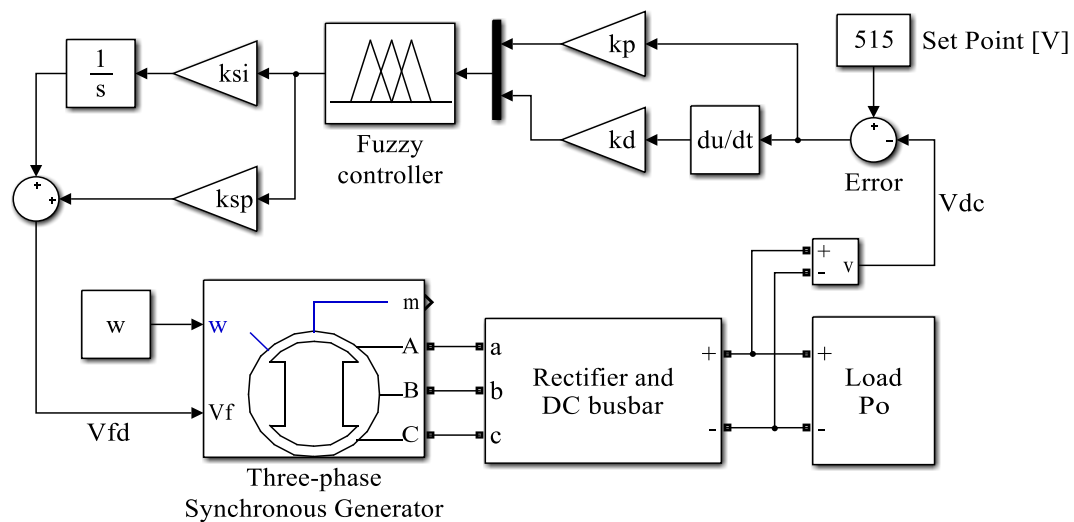 515
Set Point [V]
kp
ksi
1
s
Fuzzy
controller
kd
du/dt
+
-
Error
+
+
ksp
Vdc
+
-
v
w
w
m
A
B
C
Vf
Vfd
a
b
c
Rectifier and
DC busbar
+
-
+
-
Load
Po
Three-phase
Synchronous Generator